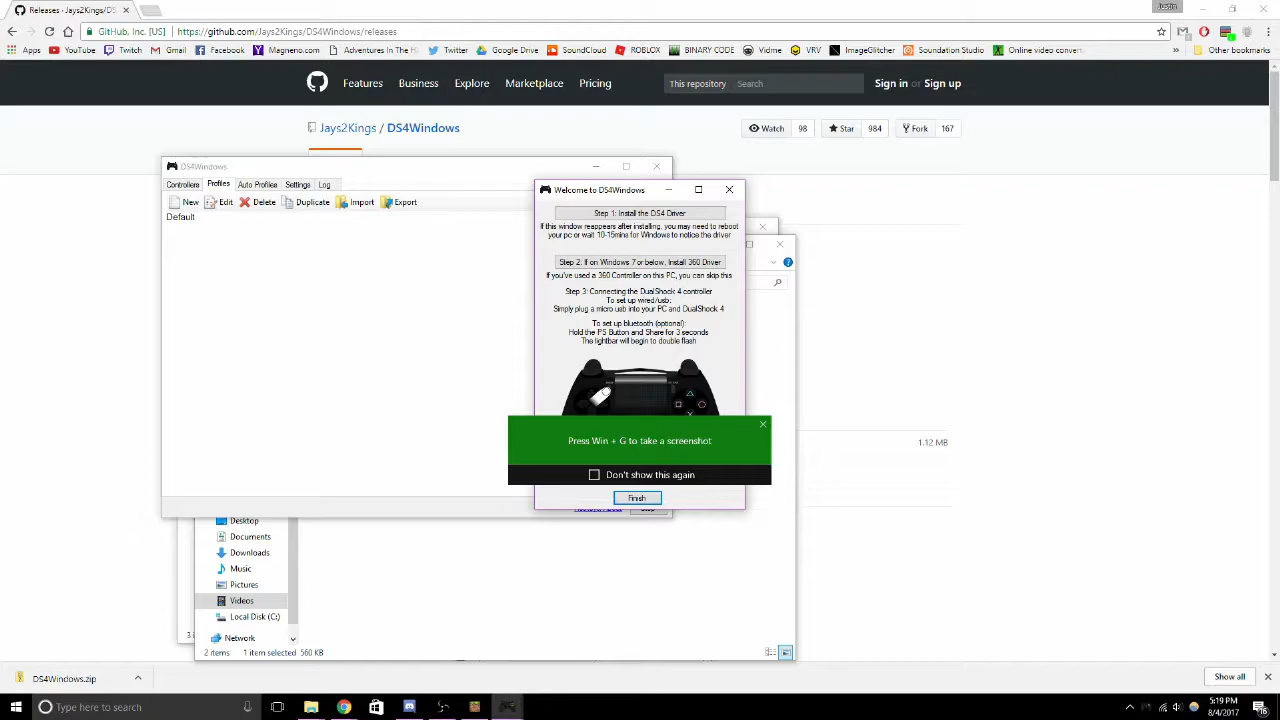 Releases · Jays2Kings/DS
Justin
GitHub, Inc. [US]
https://github.com/Jays2Kings/DS4Windows/releases
Apps
YouTube
Twitch
Gmail
Facebook
Magneno.com
Adventures In The H
Twitter
Google Drive
SoundCloud
ROBLOX
BINARY CODE
Vidme
VRV
ImageGlitcher
Soundation Studio
Online video convert
»
Other bookmarks
Features
Business
Explore
Marketplace
Pricing
This repository
Search
Sign in or Sign up
Jays2Kings / DS4Windows
Watch 98
Star 984
Fork 167
DS4Windows
Controllers
Profiles
Auto Profiles
Settings
Log
New
Edit
Delete
Duplicate
Import
Export
Default
Welcome to DS4Windows
Step 1: Install the DS4 Driver
If this window reappears after installing, you may need to reboot
your pc or wait 10-15mins for Windows to notice the driver
Step 2: If on Windows 7 or below, Install 360 Driver
If you've used a 360 Controller on this PC, you can skip this
Step 3: Connecting the DualShock 4 controller
To set up wired/usb:
Simply plug a micro usb into your PC and DualShock 4
To set up bluetooth (optional):
Hold the PS Button and Share for 3 seconds
The lightbar will begin to double flash
Press Win + G to take a screenshot
Don't show this again
Finish
1.12 MB
Desktop
Documents
Downloads
Music
Pictures
Videos
Local Disk (C:)
Network
2 items
1 item selected 560 KB
DS4Windows.zip
Show all
Type here to search
5:19 PM
8/4/2017